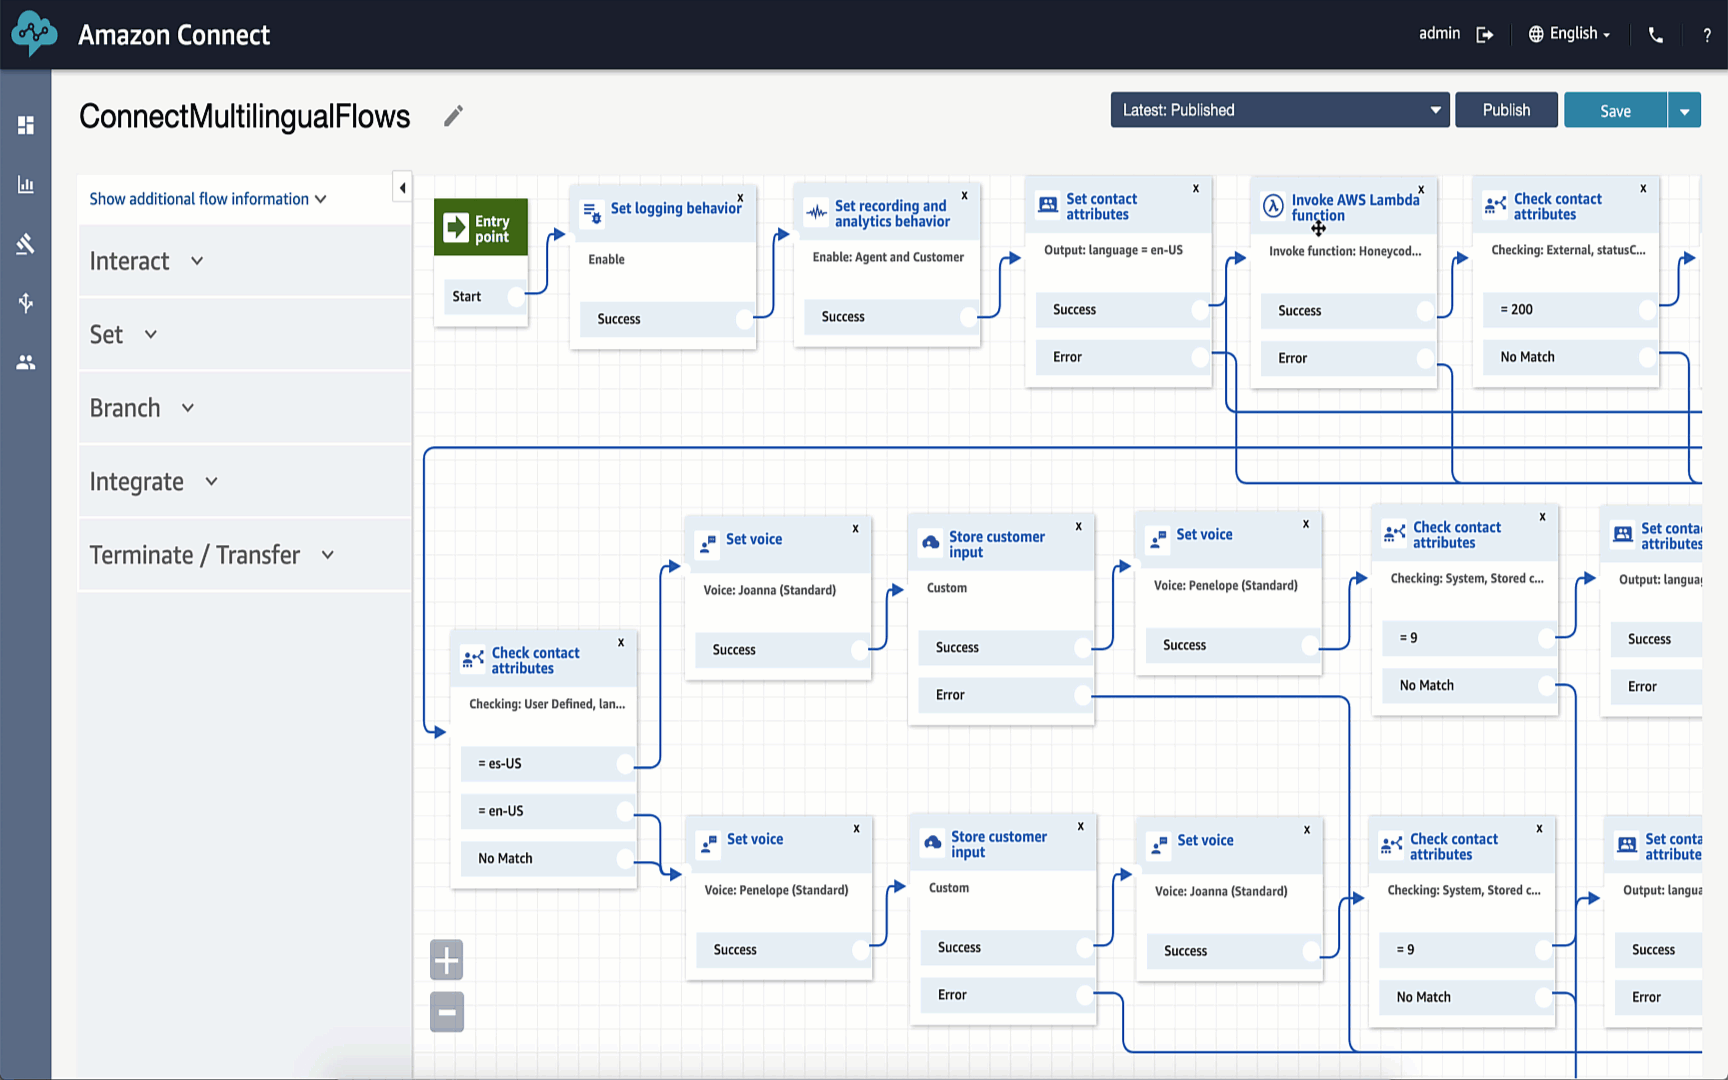 Amazon Connect
admin
English
?
ConnectMultilingualFlows
Latest: Published
Publish
Save
Show additional flow information
Interact
Set
Branch
Integrate
Terminate / Transfer
Entry
point
Start
Set logging behavior
x
Enable
Success
Set recording and
analytics behavior
x
Enable: Agent and Customer
Success
Set contact
attributes
x
Output: language = en-US
Success
Error
Invoke AWS Lambda
function
x
Invoke function: Honeycod...
Success
Error
Check contact
attributes
x
Checking: External, statusC...
= 200
No Match
Check contact
attributes
x
Checking: User Defined, lan...
= es-US
= en-US
No Match
Set voice
x
Voice: Joanna (Standard)
Success
Store customer
input
x
Custom
Success
Error
Set voice
x
Voice: Penelope (Standard)
Success
Check contact
attributes
x
Checking: System, Stored c...
= 9
No Match
Set conta
attributes
Output: langua
Success
Error
Set voice
x
Voice: Penelope (Standard)
Success
Store customer
input
x
Custom
Success
Error
Set voice
x
Voice: Joanna (Standard)
Success
Check contact
attributes
x
Checking: System, Stored c...
= 9
No Match
Set conta
attribute
Output: langua
Success
Error